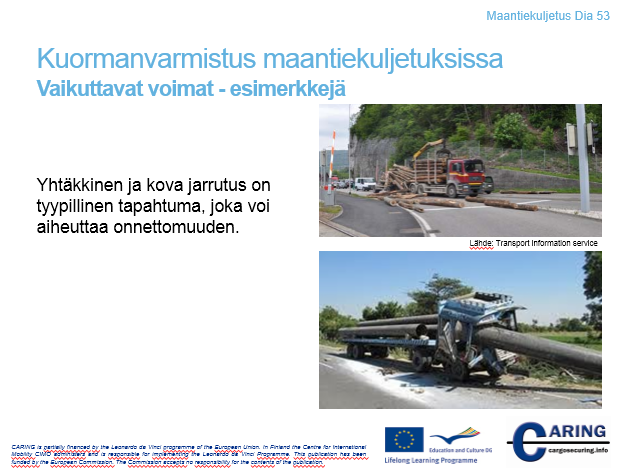 Maantiekuljetus Dia 53
Kuormanvarmistus maantiekuljetuksissa
Vaikuttavat voimat - esimerkkejä
Yhtäkkinen ja kova jarrutus on
tyypillinen tapahtuma, joka voi
aiheuttaa onnettomuuden.
Lähde: Transport information service
CARING is partially financed by the Leonardo da Vinci programme of the European Union. In Finland the Centre for International
Mobility CIMO administers and is responsible for implementing the Leonardo da Vinci Programme. This publication has been
funded by the European Commission. The Commission accepts no responsibility for the contents of the publication.
Education and Culture DG
Lifelong Learning Programme
CARING
cargosecuring.info